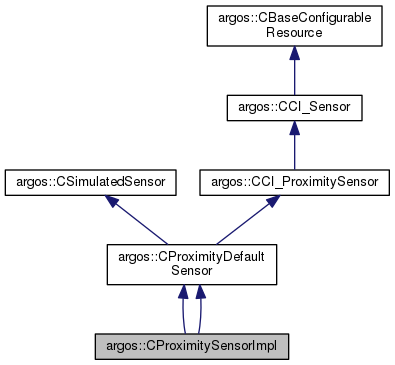 argos::CBaseConfigurable
Resource
argos::CCI_Sensor
argos::CSimulatedSensor
argos::CCI_ProximitySensor
argos::CProximityDefault
Sensor
argos::CProximitySensorImpl